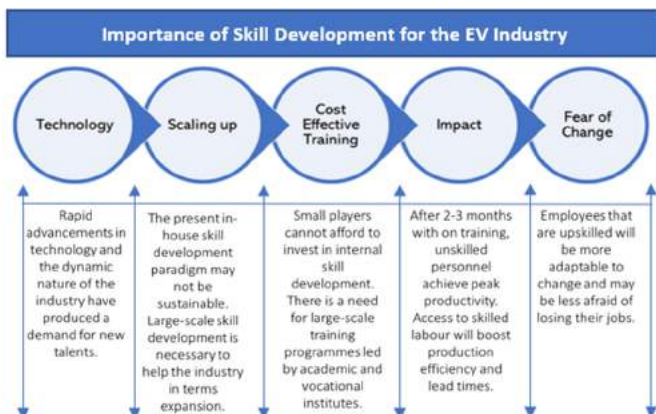 Importance of Skill Development for the EV Industry
Technology
Scaling up
Cost
Effective
Training
Impact
Fear of
Change
Rapid
advancements in
technology and
the dynamic
nature of the
industry have
produced a
demand for new
talents.
The present in-
house skill
development
paradigm may
not be
sustainable.
Large-scale skill
development is
necessary to
help the industry
in terms
expansion.
Small players
cannot afford to
invest in internal
skill
development.
There is a need
for large-scale
training
programmes led
by academic and
vocational
institutes.
After 2-3 months
with on training,
unskilled
personnel
achieve peak
productivity.
Access to skilled
labour will boost
production
efficiency and
lead times.
Employees that
are upskilled will
be more
adaptable to
change and may
be less afraid of
losing their jobs.